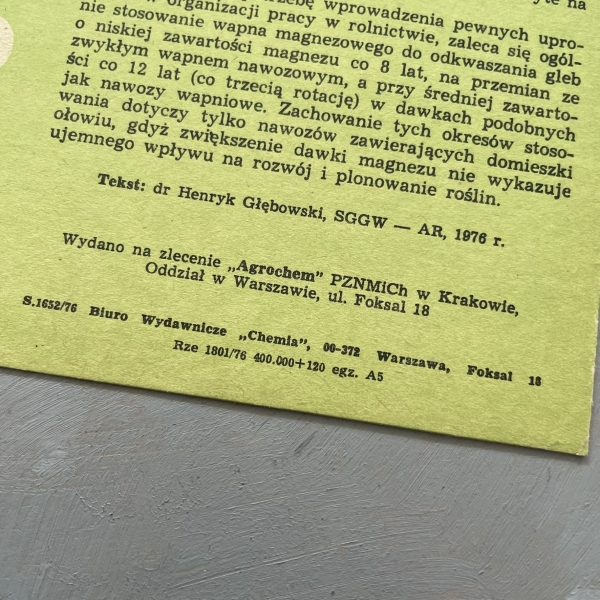 wprowadzenia pewnych upro-
organizacji pracy w rolnictwie, zaleca się ogól-
nie stosowanie wapna magnezowego do odkwaszania gleb
o niskiej zawartości magnezu co 8 lat, na przemian ze
zwykłym wapnem nawozowym, a przy średniej zawarto-
ści co 12 lat (co trzecią rotację) w dawkach podobnych
jak nawozy wapniowe. Zachowanie tych okresów stoso-
wania dotyczy tylko nawozów zawierających domieszki
ołowiu, gdyż zwiększenie dawki magnezu nie wykazuje
ujemnego wpływu na rozwój i plonowanie roślin.
Tekst: dr Henryk Głębowski, SGGW — AR, 1976 r.
Wydano na zlecenie „Agrochem” PZNMiCh w Krakowie,
Oddział w Warszawie, ul. Foksal 18
S.1652/76 Biuro Wydawnicze „Chemia”, 00-372 Warszawa, Foksal 18
Rze 1801/76 400.000+120 egz. A5